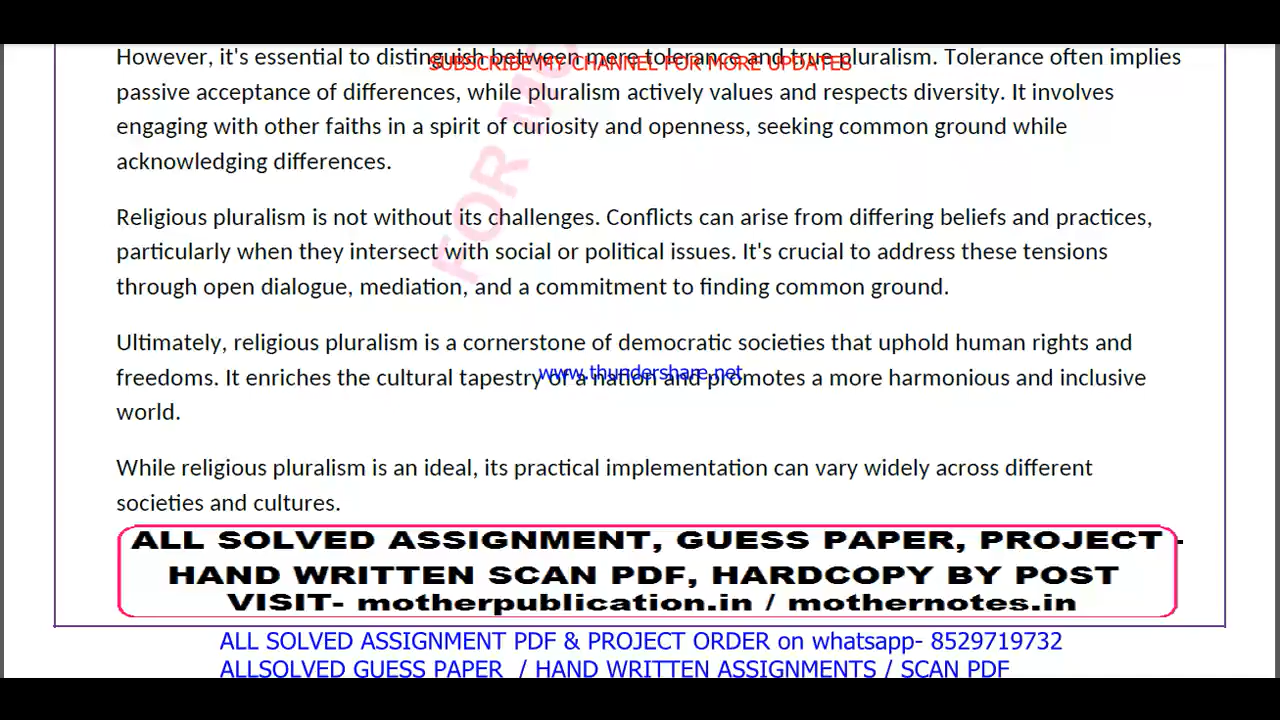 However, it's essential to distinguish between mere tolerance and true pluralism. Tolerance often implies
SUBSCRIBE MY CHANNEL FOR MORE UPDATES
passive acceptance of differences, while pluralism actively values and respects diversity. It involves
engaging with other faiths in a spirit of curiosity and openness, seeking common ground while
acknowledging differences.
FOR MO
Religious pluralism is not without its challenges. Conflicts can arise from differing beliefs and practices,
particularly when they intersect with social or political issues. It's crucial to address these tensions
through open dialogue, mediation, and a commitment to finding common ground.
Ultimately, religious pluralism is a cornerstone of democratic societies that uphold human rights and
www.thundershare.net
freedoms. It enriches the cultural tapestry of a nation and promotes a more harmonious and inclusive
world.
While religious pluralism is an ideal, its practical implementation can vary widely across different
societies and cultures.
ALL SOLVED ASSIGNMENT, GUESS PAPER, PROJECT -
HAND WRITTEN SCAN PDF, HARDCOPY BY POST
VISIT- motherpublication.in / mothernotes.in
ALL SOLVED ASSIGNMENT PDF & PROJECT ORDER on whatsapp- 8529719732
ALLSOLVED GUESS PAPER / HAND WRITTEN ASSIGNMENTS / SCAN PDF